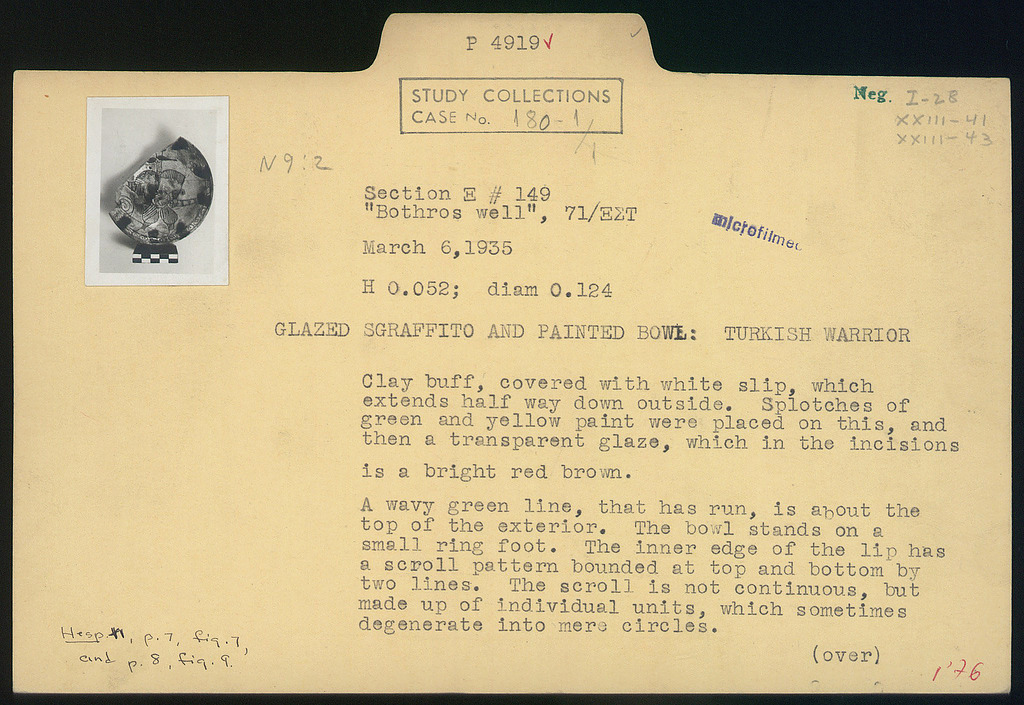 P 4919✓
STUDY COLLECTIONS
CASE No. 180-1/1
Neg. I-28
XXIII-41
XXIII-43
N9:2
Section E # 149
"Bothros well", 71/ΕΣΤ
microfilmed
March 6,1935
H 0.052; diam 0.124
GLAZED SGRAFFITO AND PAINTED BOWL: TURKISH WARRIOR
Clay buff, covered with white slip, which
extends half way down outside. Splotches of
green and yellow paint were placed on this, and
then a transparent glaze, which in the incisions
is a bright red brown.
A wavy green line, that has run, is about the
top of the exterior. The bowl stands on a
small ring foot. The inner edge of the lip has
a scroll pattern bounded at top and bottom by
two lines. The scroll is not continuous, but
made up of individual units, which sometimes
degenerate into mere circles.
(over)
Hesp , p. 7, fig. 7,
and p. 8, fig. 9.
1'76